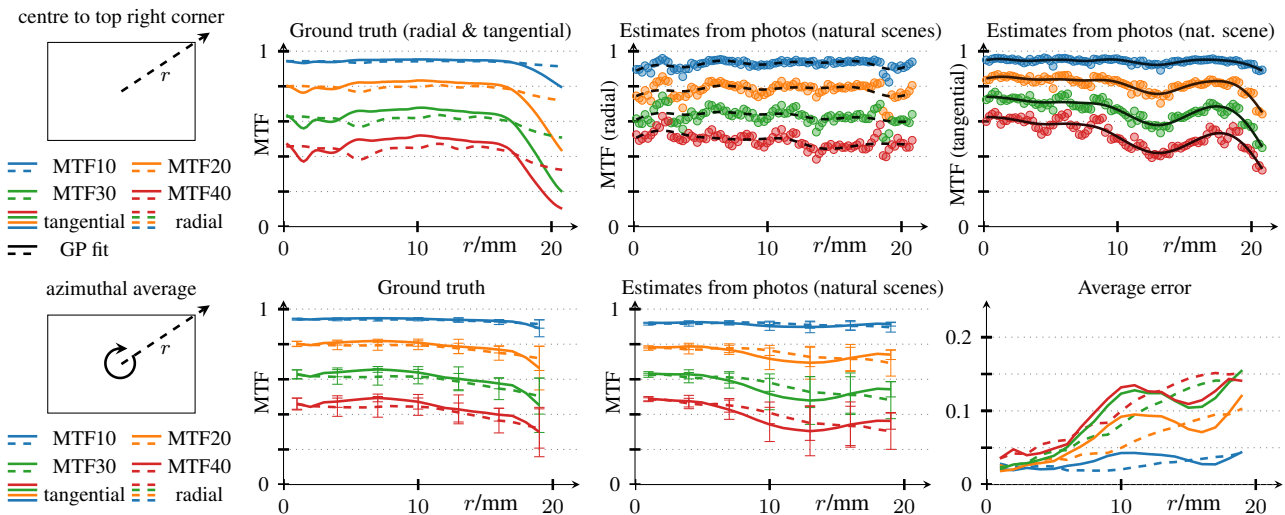 centre to top right corner
r
MTF10 MTF20
MTF30 MTF40
tangential radial
GP fit
Ground truth (radial & tangential)
1
MTF
0
0 10 20
r/mm
Estimates from photos (natural scenes)
1
MTF (radial)
0
0 10 20
r/mm
Estimates from photos (nat. scene)
1
MTF (tangential)
0
0 10 20
r/mm
azimuthal average
r
MTF10 MTF20
MTF30 MTF40
tangential radial
Ground truth
1
MTF
0
0 10 20
r/mm
Estimates from photos (natural scenes)
1
MTF
0
0 10 20
r/mm
Average error
0.2
0.1
0
0 10 20
r/mm